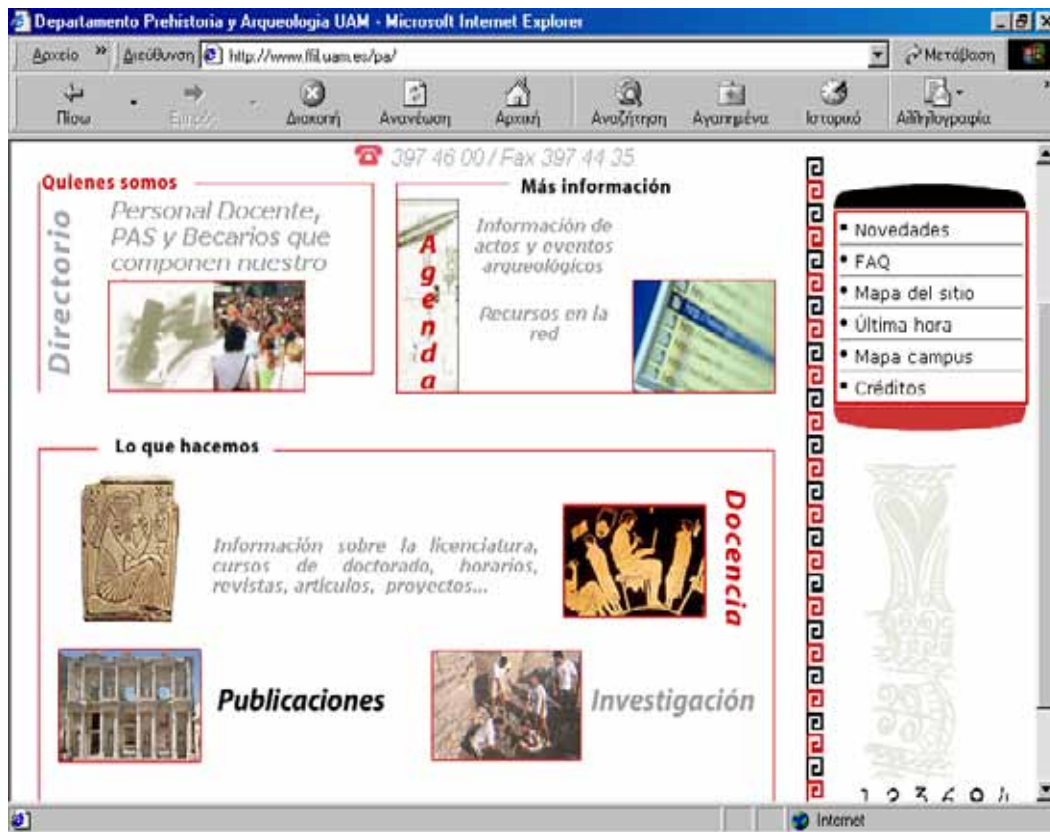 Departamento Prehistoria y Arqueologia UAM - Microsoft Internet Explorer
Αρχείο » Διεύθυνση http://www.ffil.uam.es/pa/ Μετάβαση
Πίσω Εμπρός Διακοπή Ανανέωση Αρχική Αναζήτηση Αγαπημένα Ιστορικό Αλληλογραφία »
397 46 00 / Fax 397 44 35
Quienes somos
Directorio
Personal Docente,
PAS y Becarios que
componen nuestro
Más información
Agenda
Información de
actos y eventos
arqueológicos
Recursos en la
red
Novedades
FAQ
Mapa del sitio
Última hora
Mapa campus
Créditos
Lo que hacemos
Información sobre la licenciatura,
cursos de doctorado, horarios,
revistas, articulos, proyectos...
Docencia
Publicaciones
Investigación
Internet